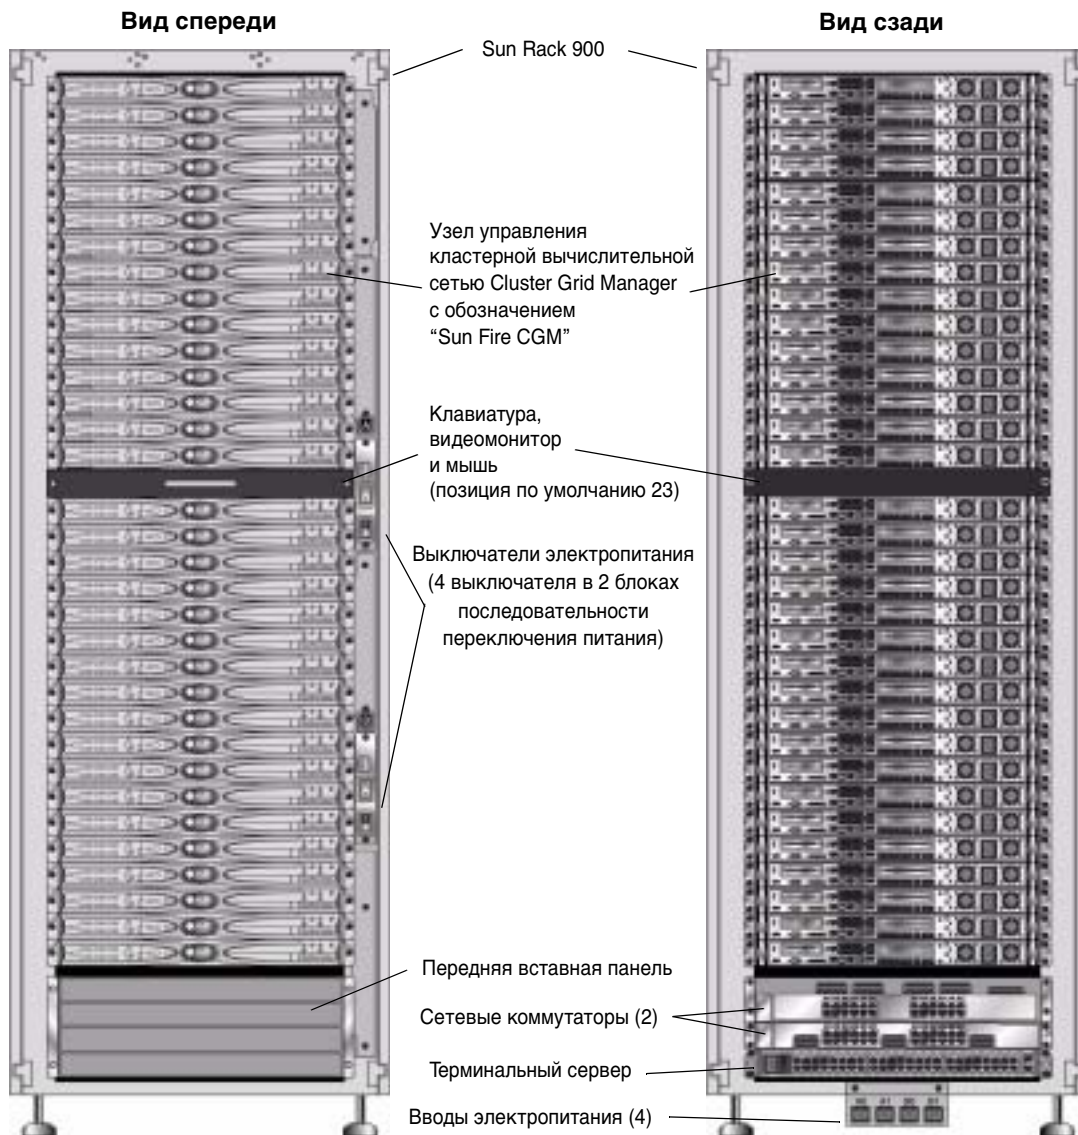 Вид спереди
Вид сзади
Sun Rack 900
Узел управления
кластерной вычислительной
сетью Cluster Grid Manager
с обозначением
“Sun Fire CGM”
Клавиатура,
видеомонитор
и мышь
(позиция по умолчанию 23)
Выключатели электропитания
(4 выключателя в 2 блоках
последовательности
переключения питания)
Передняя вставная панель
Сетевые коммутаторы (2)
Терминальный сервер
Вводы электропитания (4)